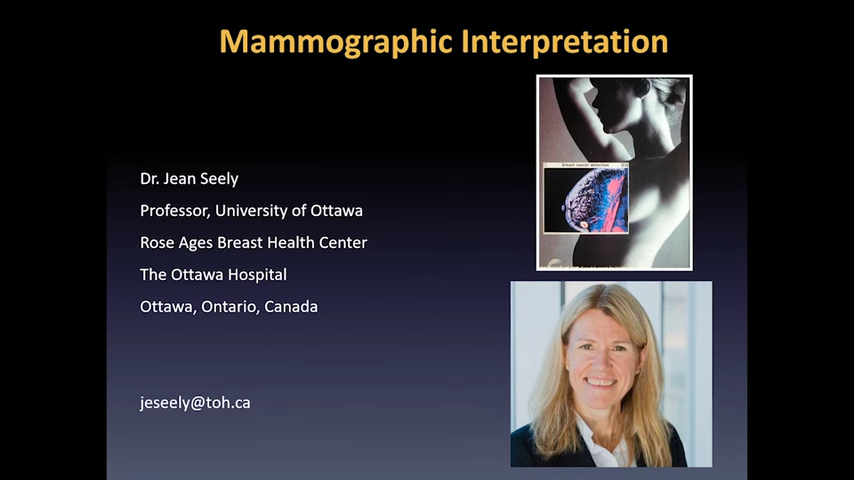 Mammographic Interpretation
Breast cancer detection
Dr. Jean Seely
Professor, University of Ottawa
Rose Ages Breast Health Center
The Ottawa Hospital
Ottawa, Ontario, Canada
jeseely@toh.ca